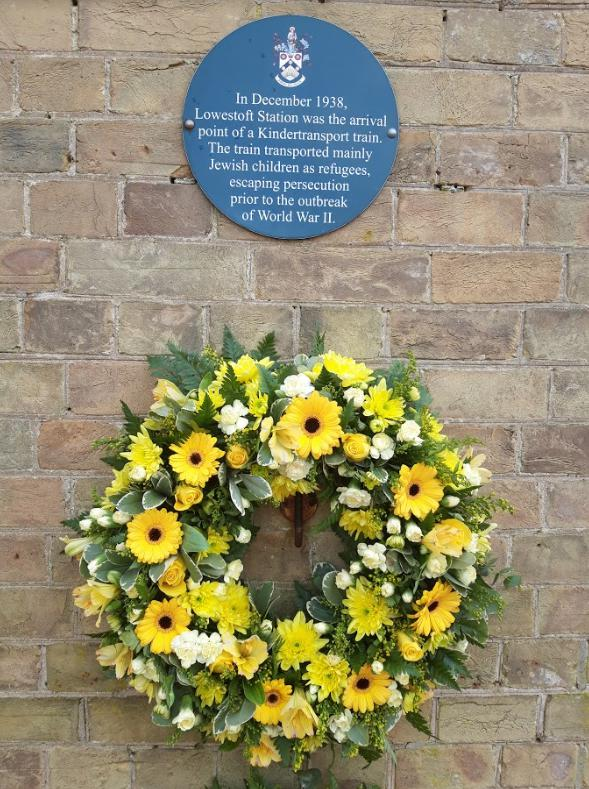 In December 1938,
Lowestoft Station was the arrival
point of a Kindertransport train.
The train transported mainly
Jewish children as refugees,
escaping persecution
prior to the outbreak
of World War II.